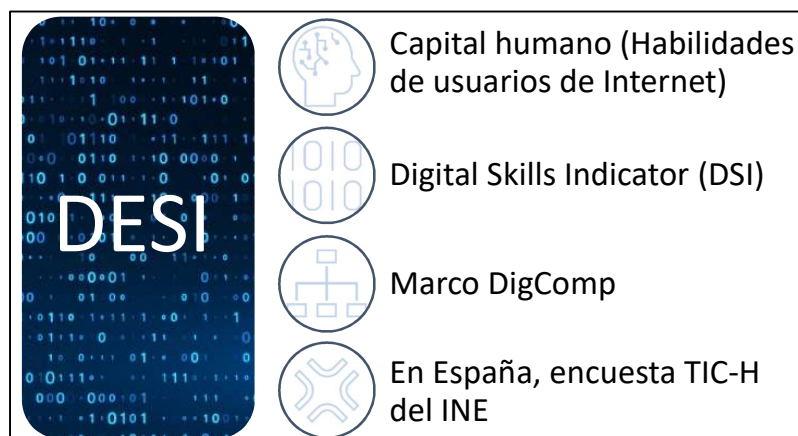 DESI
Capital humano (Habilidades
de usuarios de Internet)
Digital Skills Indicator (DSI)
Marco DigComp
En España, encuesta TIC-H
del INE